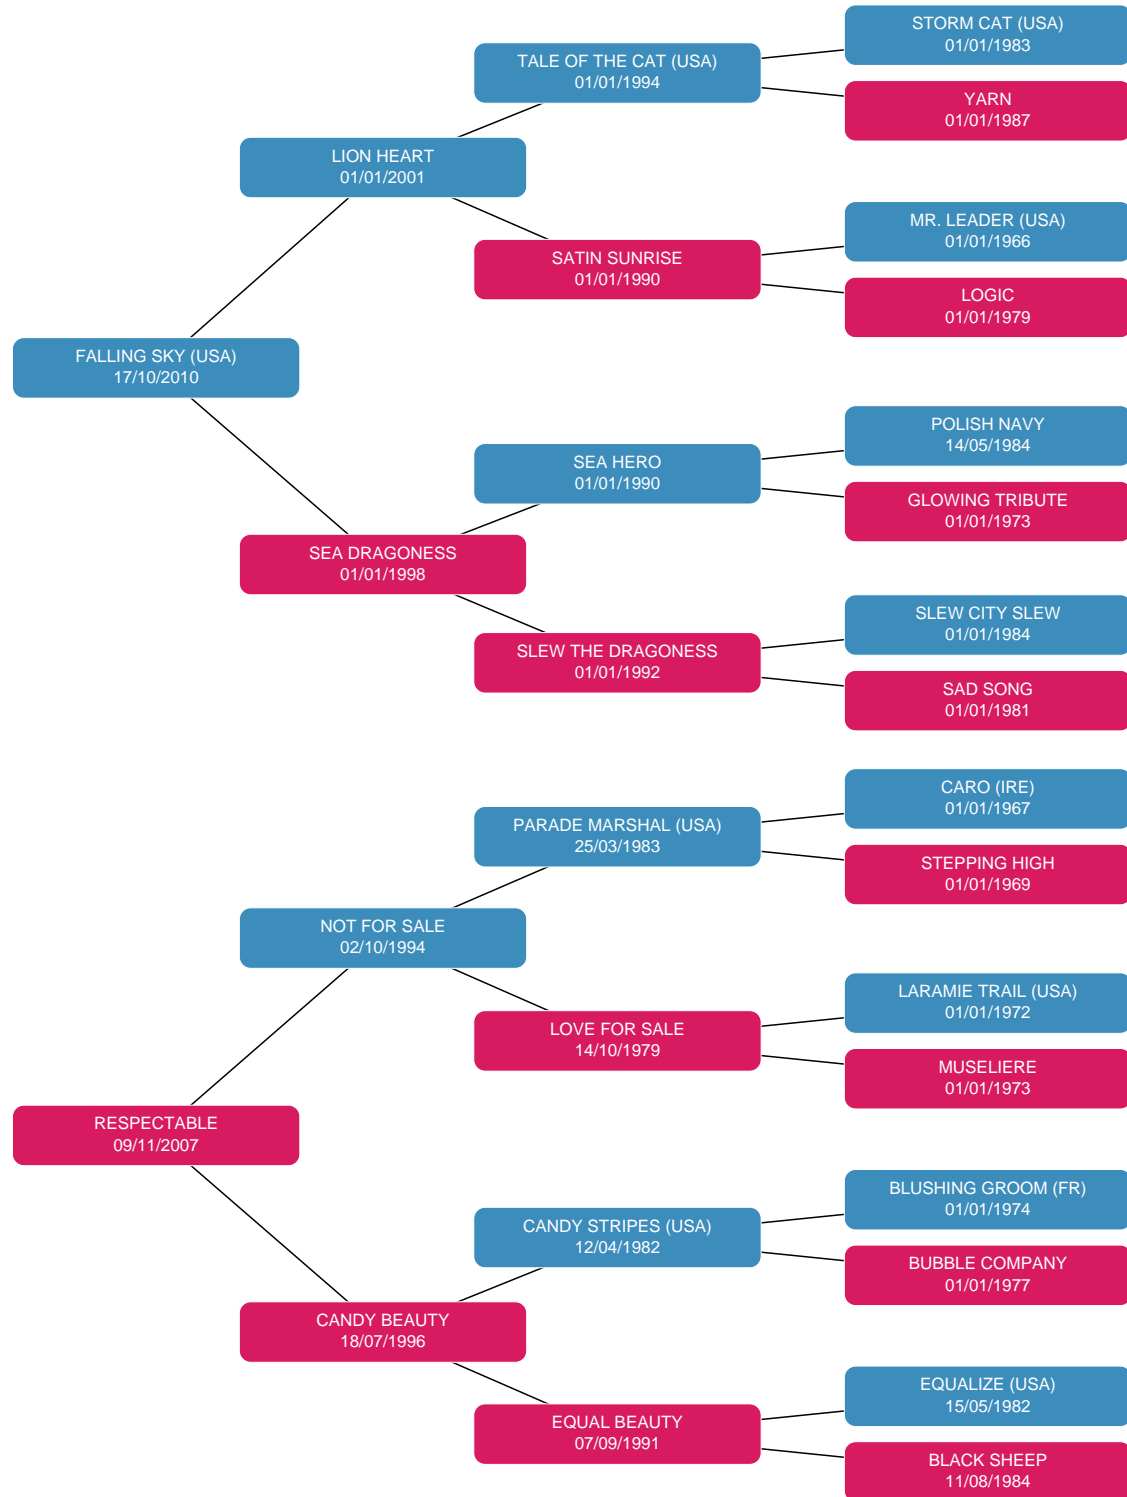 STORM CAT (USA)
01/01/1983
TALE OF THE CAT (USA)
01/01/1994
YARN
01/01/1987
LION HEART
01/01/2001
MR. LEADER (USA)
01/01/1966
SATIN SUNRISE
01/01/1990
LOGIC
01/01/1979
FALLING SKY (USA)
17/10/2010
POLISH NAVY
14/05/1984
SEA HERO
01/01/1990
GLOWING TRIBUTE
01/01/1973
SEA DRAGONESS
01/01/1998
SLEW CITY SLEW
01/01/1984
SLEW THE DRAGONESS
01/01/1992
SAD SONG
01/01/1981
CARO (IRE)
01/01/1967
PARADE MARSHAL (USA)
25/03/1983
STEPPING HIGH
01/01/1969
NOT FOR SALE
02/10/1994
LARAMIE TRAIL (USA)
01/01/1972
LOVE FOR SALE
14/10/1979
MUSELIERE
01/01/1973
RESPECTABLE
09/11/2007
BLUSHING GROOM (FR)
01/01/1974
CANDY STRIPES (USA)
12/04/1982
BUBBLE COMPANY
01/01/1977
CANDY BEAUTY
18/07/1996
EQUALIZE (USA)
15/05/1982
EQUAL BEAUTY
07/09/1991
BLACK SHEEP
11/08/1984